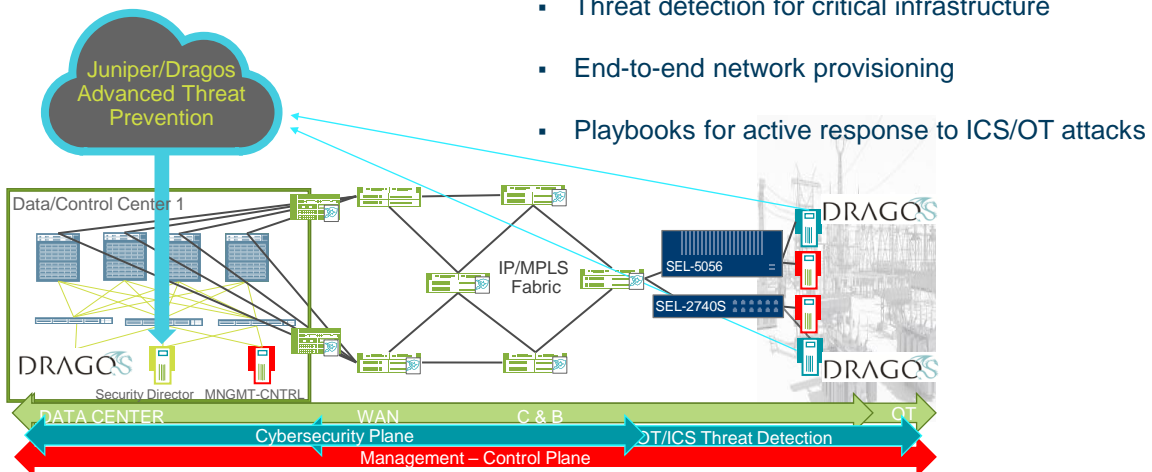 Threat detection for critical infrastructure
End-to-end network provisioning
Playbooks for active response to ICS/OT attacks
Juniper/Dragos
Advanced Threat
Prevention
Data/Control Center 1
DRAGOS
Security Director
MNGMT-CNTRL
IP/MPLS
Fabric
SEL-5056
SEL-2740S
DRAGOS
DRAGOS
DATA CENTER
WAN
C & B
OT
Cybersecurity Plane
OT/ICS Threat Detection
Management – Control Plane